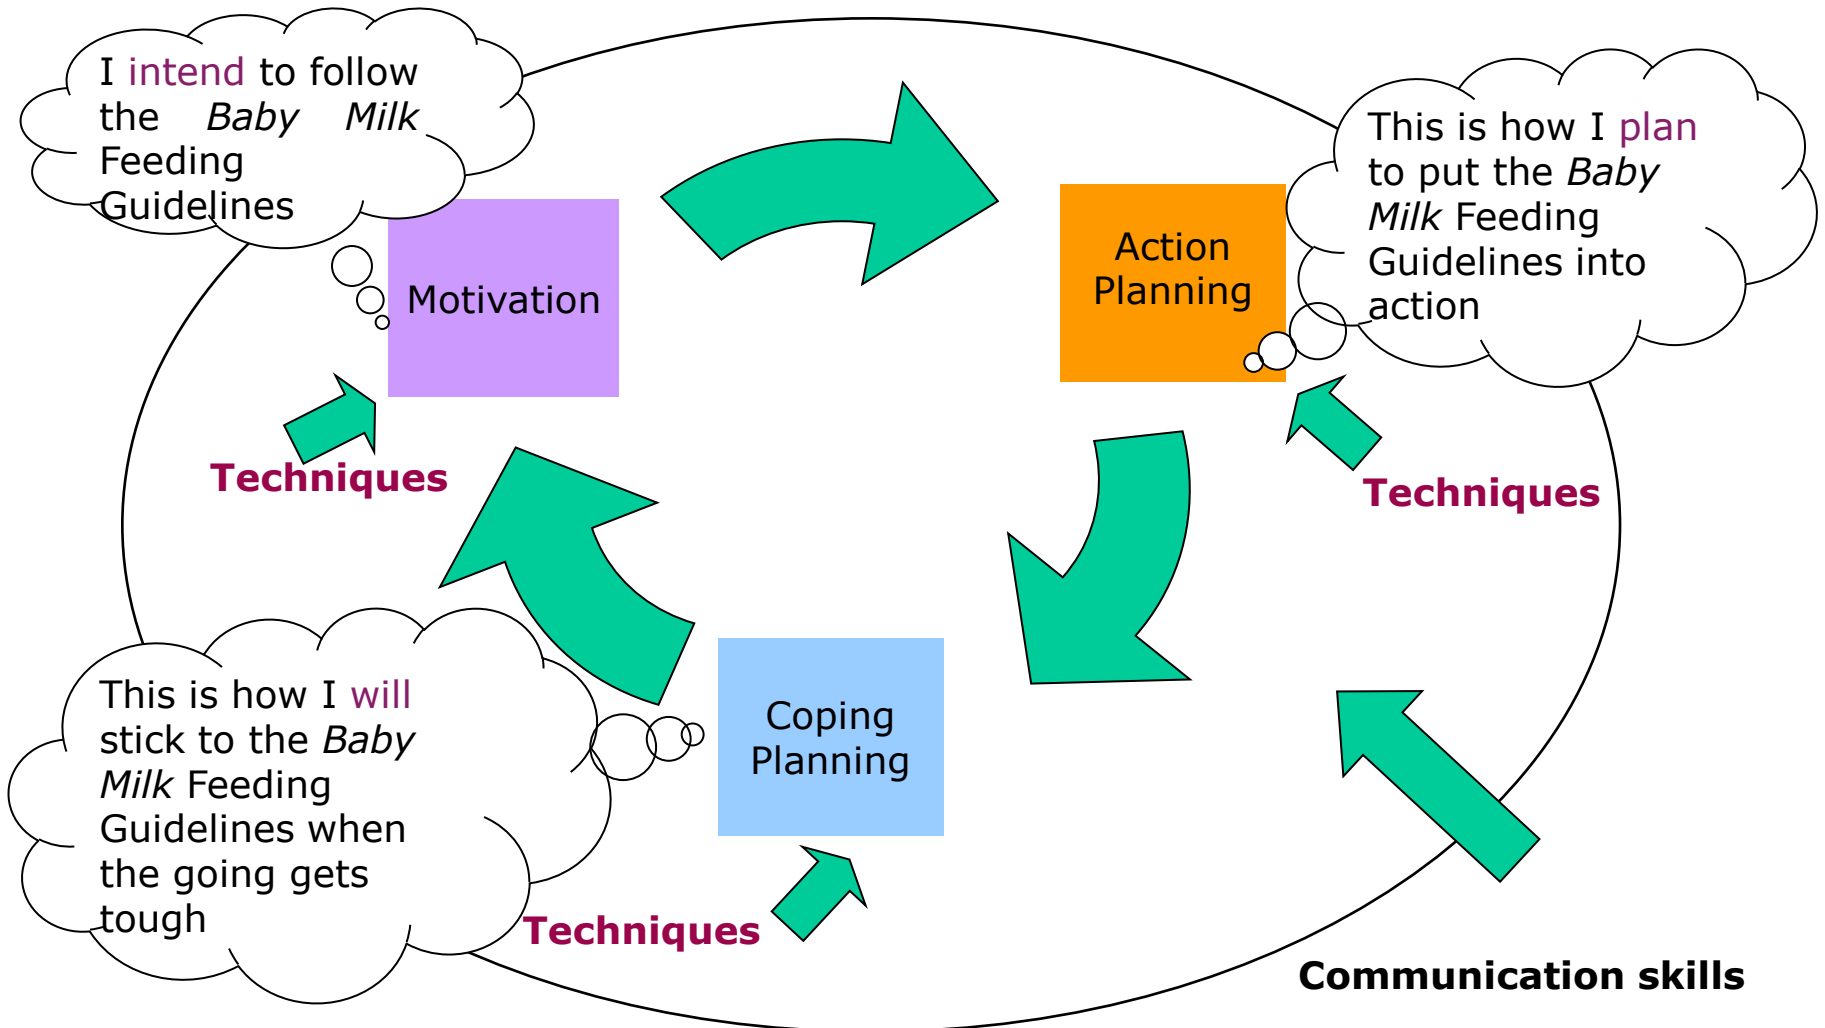 I intend to follow
the Baby Milk
Feeding
Guidelines
Motivation
Techniques
This is how I plan
to put the Baby
Milk Feeding
Guidelines into
action
Action
Planning
Techniques
This is how I will
stick to the Baby
Milk Feeding
Guidelines when
the going gets
tough
Coping
Planning
Techniques
Communication skills